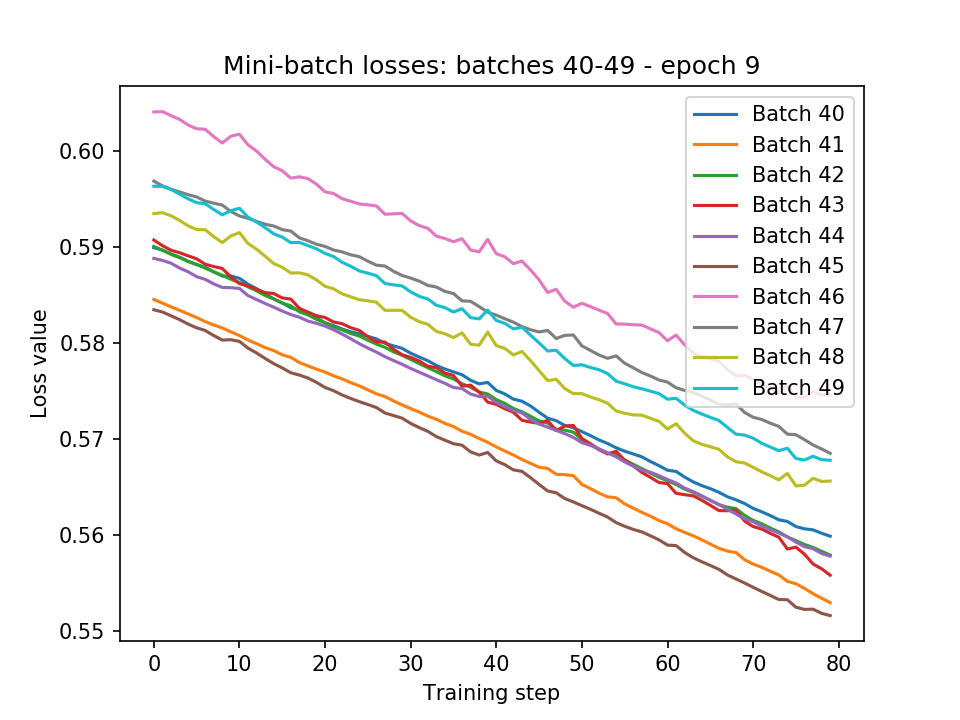 Mini-batch losses: batches 40-49 - epoch 9
Loss value
0.60
0.59
0.58
0.57
0.56
0.55
Batch 40
Batch 41
Batch 42
Batch 43
Batch 44
Batch 45
Batch 46
Batch 47
Batch 48
Batch 49
0 10 20 30 40 50 60 70 80
Training step